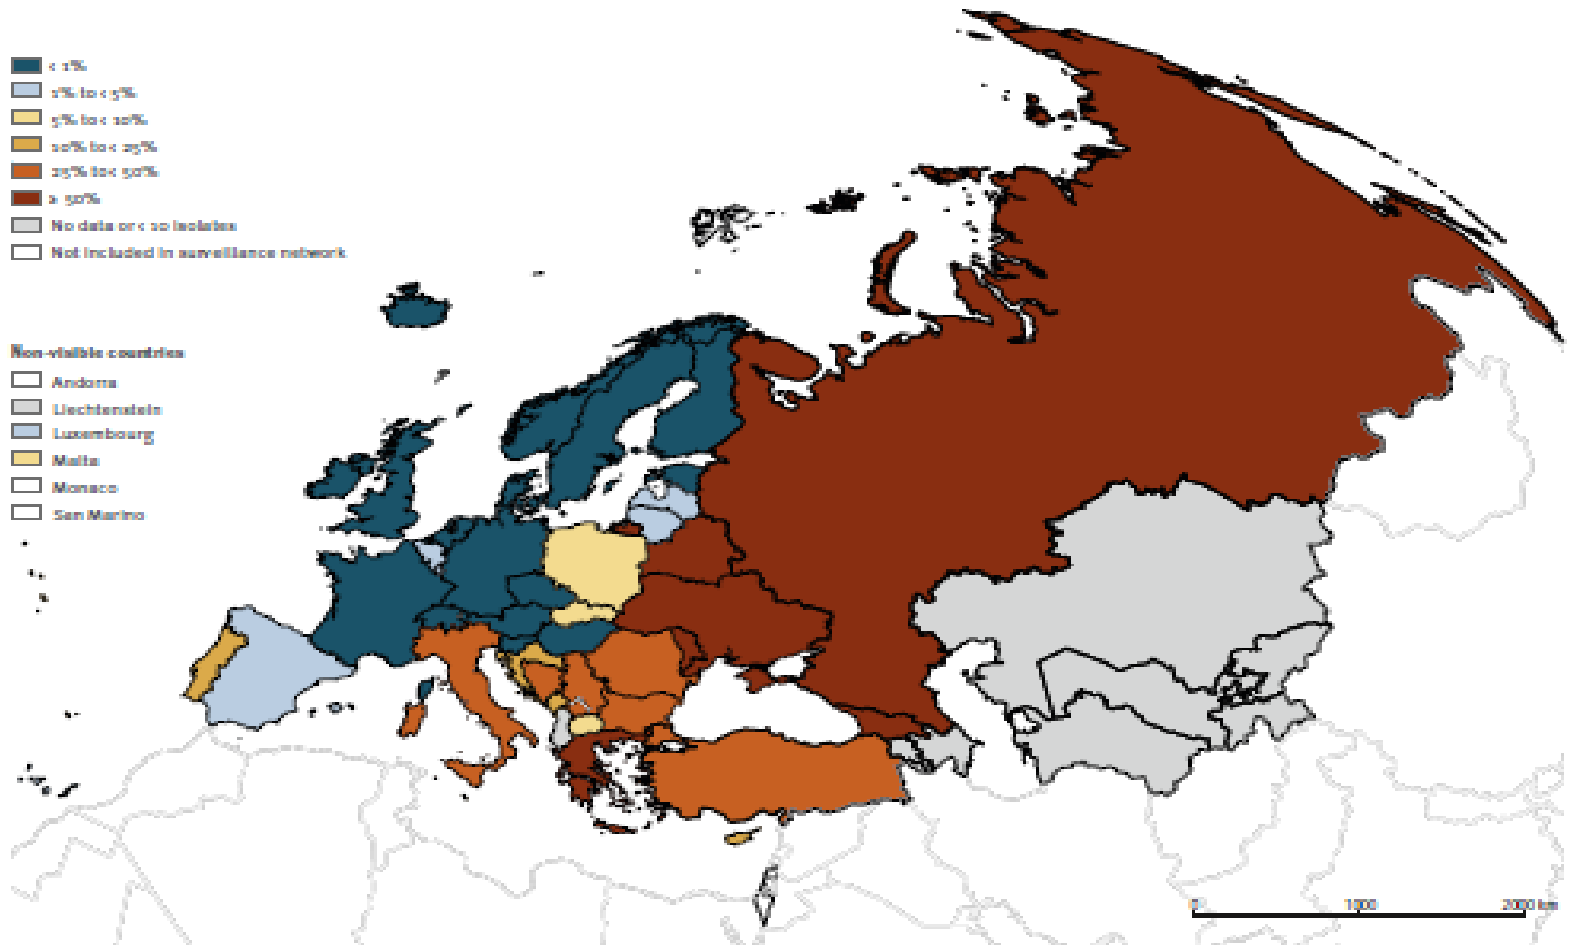 < 1%
1% to < 5%
5% to < 10%
10% to < 25%
25% to < 50%
≥ 50%
No data or < 10 isolates
Not included in surveillance network
Non-visible countries
Andorra
Liechtenstein
Luxembourg
Malta
Monaco
San Marino
0 1000 2000 km